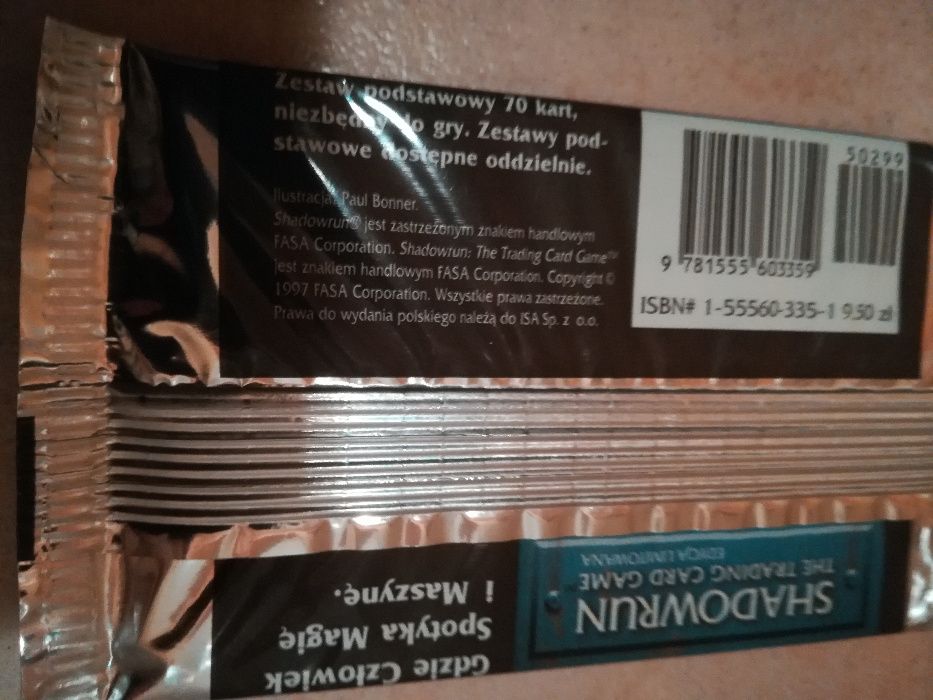 Zestaw podstawowy 70 kart,
niezbędny do gry. Zestawy pod-
stawowe dostępne oddzielnie.
Ilustracja: Paul Bonner.
Shadowrun® jest zastrzeżonym znakiem handlowym
FASA Corporation. Shadowrun: The Trading Card Game™
jest znakiem handlowym FASA Corporation. Copyright ©
1997 FASA Corporation. Wszystkie prawa zastrzeżone.
Prawa do wydania polskiego należą do ISA Sp. z o.o.
50299
9 781555 603359
ISBN# 1-55560-335-1 9.50 zł
SHADOWRUN
THE TRADING CARD GAME™
EDYCJA LIMITOWANA
Gdzie Człowiek
Spotyka Magię
i Maszynę.